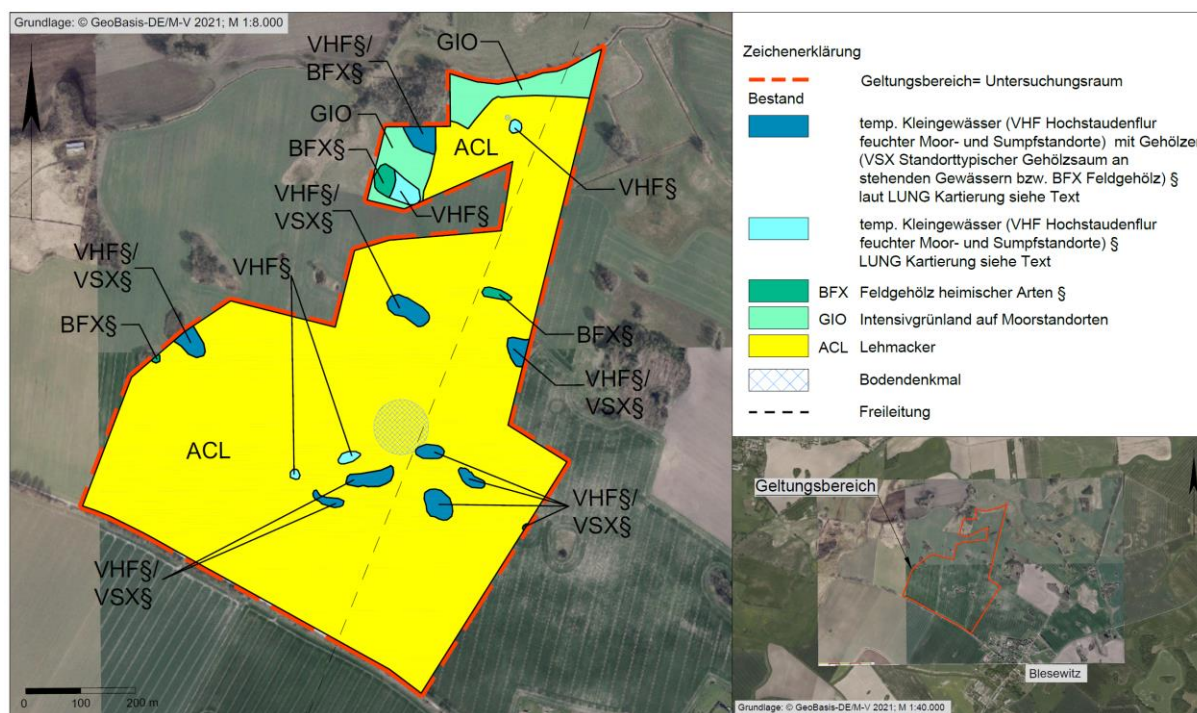 Grundlage: © GeoBasis-DE/M-V 2021; M 1:8.000
VHF§/
BFX§
GIO
GIO
BFX§
ACL
VHF§
VHF§/
VSX§
VHF§
VHF§/
VSX§
VHF§
BFX§
BFX§
VHF§/
VSX§
ACL
VHF§/
VSX§
VHF§/
VSX§
0 100 200 m
Zeichenerklärung
Geltungsbereich= Untersuchungsraum
Bestand
temp. Kleingewässer (VHF Hochstaudenflur
feuchter Moor- und Sumpfstandorte) mit Gehölzen
(VSX Standorttypischer Gehölzsaum an
stehenden Gewässern bzw. BFX Feldgehölz) §
laut LUNG Kartierung siehe Text
temp. Kleingewässer (VHF Hochstaudenflur
feuchter Moor- und Sumpfstandorte) §
LUNG Kartierung siehe Text
BFX Feldgehölz heimischer Arten §
GIO Intensivgrünland auf Moorstandorten
ACL Lehmacker
Bodendenkmal
Freileitung
Geltungsbereich
Blesewitz
Grundlage: © GeoBasis-DE/M-V 2021; M 1:40.000